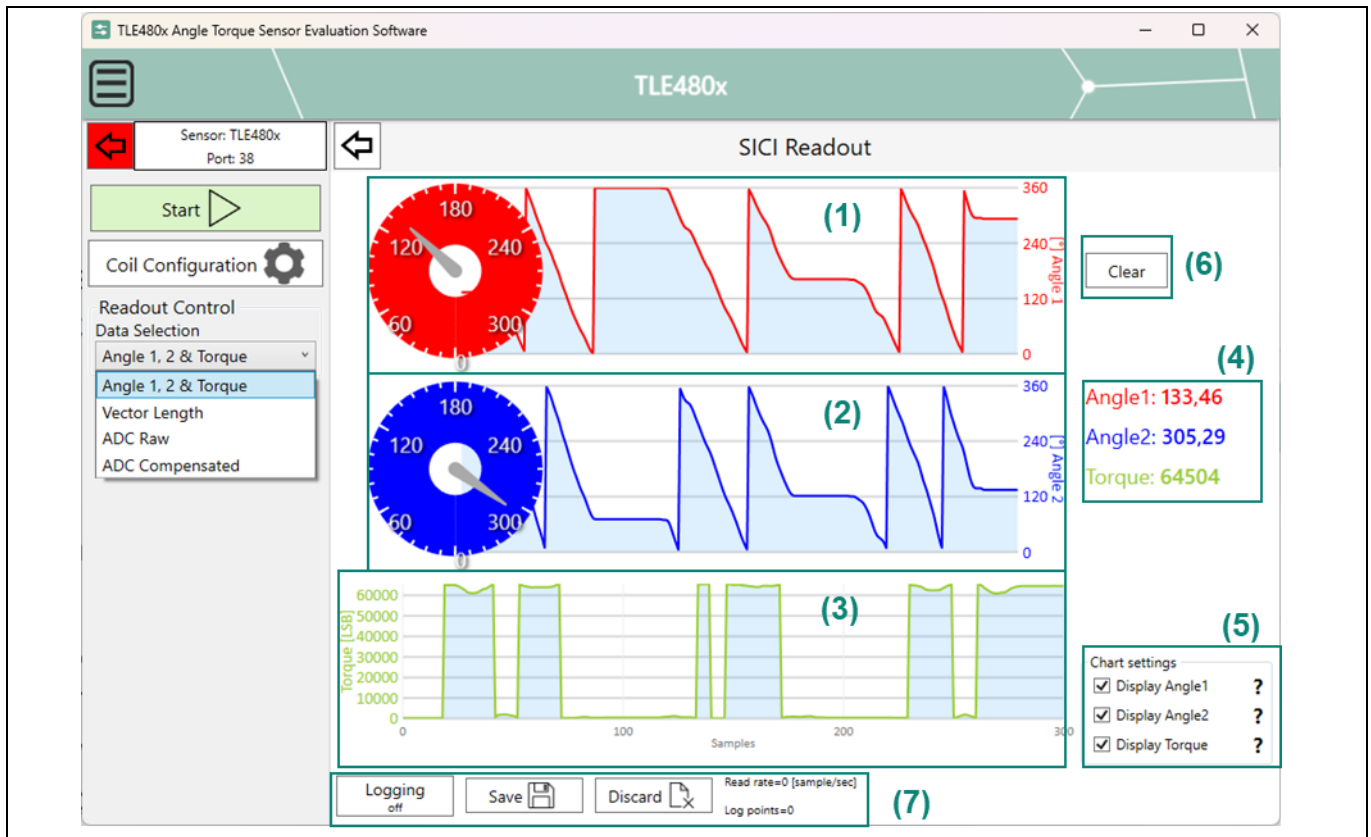 TLE480x Angle Torque Sensor Evaluation Software
TLE480x
Sensor: TLE480x
Port: 38
SICI Readout
Start
Coil Configuration
Readout Control
Data Selection
Angle 1, 2 & Torque
Angle 1, 2 & Torque
Vector Length
ADC Raw
ADC Compensated
(1)
180
120
240
60
300
0
360
240
120
0
[°] Angle 1
(2)
180
120
240
60
300
0
360
240
120
0
[°] Angle 2
(3)
60000
50000
40000
30000
20000
10000
0
Torque [LSB]
0
100
200
300
Samples
Clear
(6)
(4)
Angle1: 133,46
Angle2: 305,29
Torque: 64504
(5)
Chart settings
Display Angle1 ?
Display Angle2 ?
Display Torque ?
Logging
off
Save
Discard
Read rate=0 [sample/sec]
Log points=0
(7)